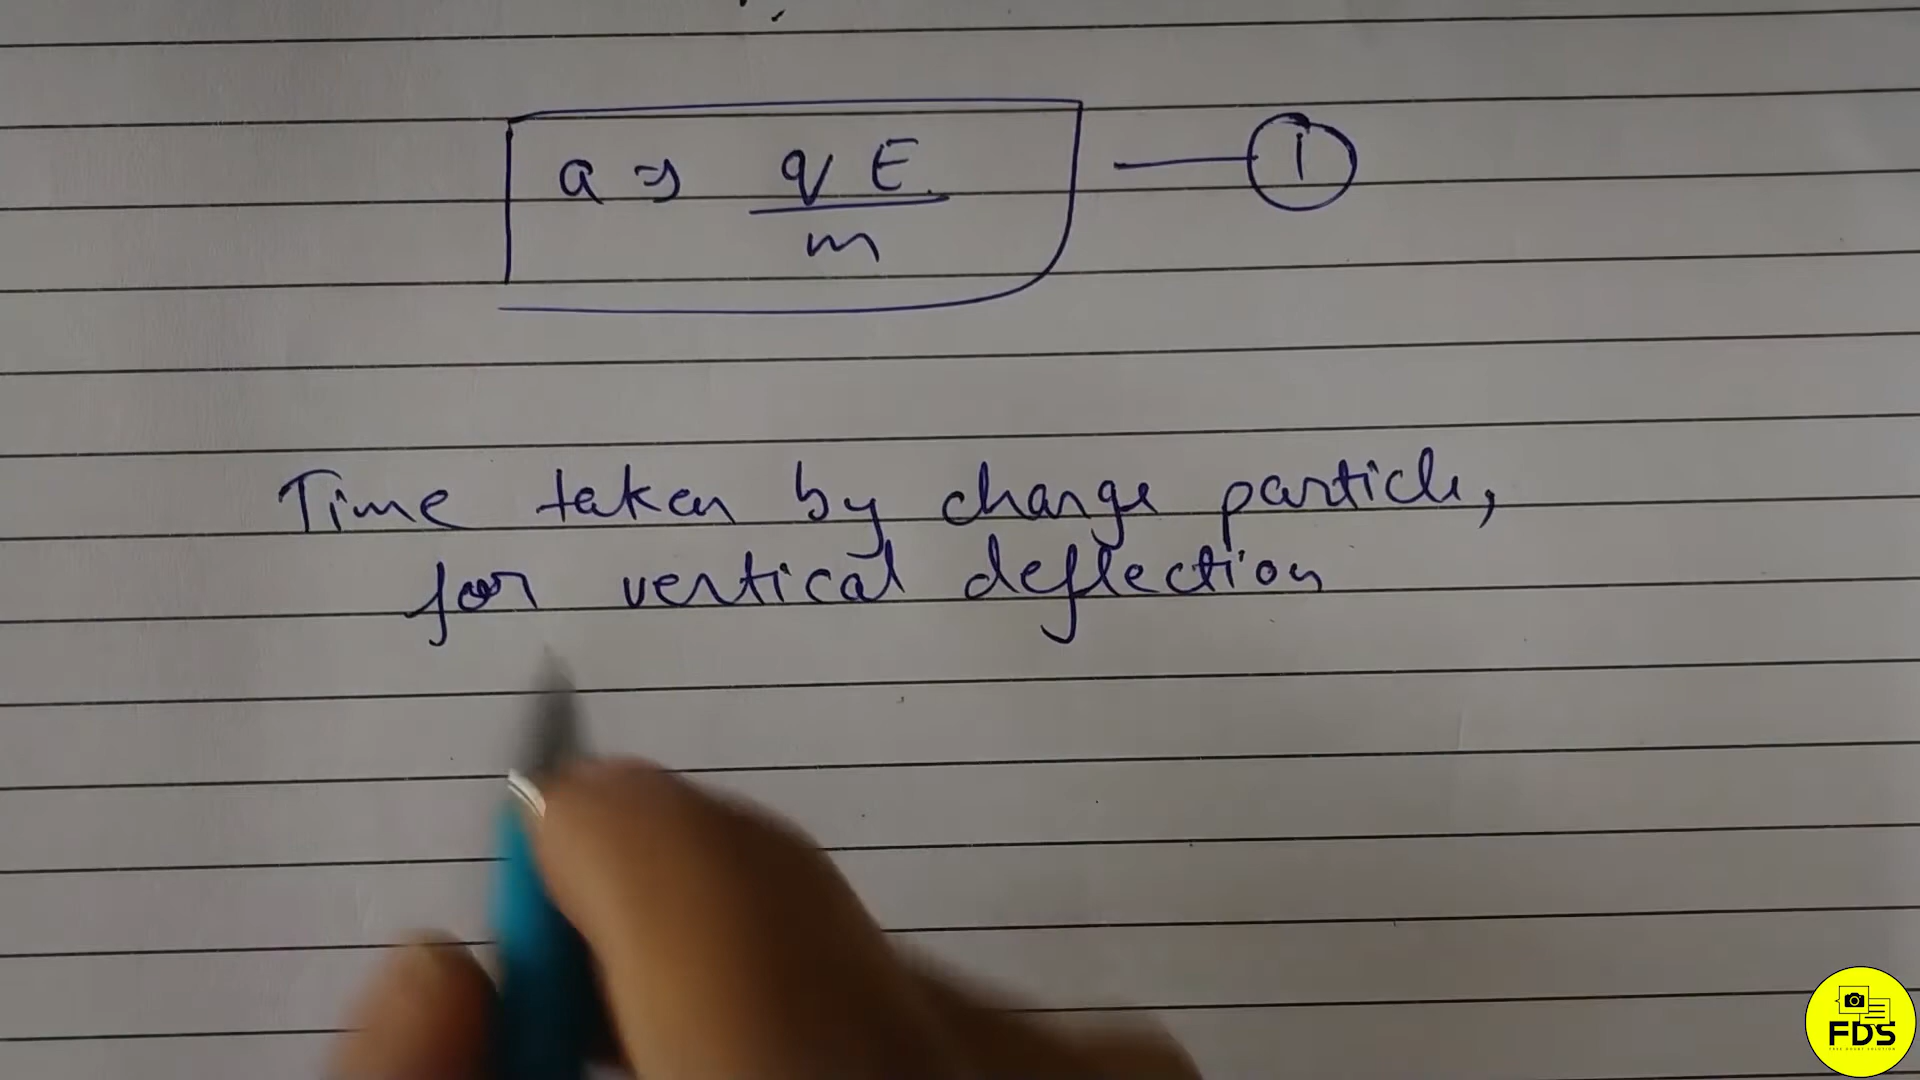 a ⇒ qE/m — ①
Time taken by change particle,
for vertical deflection
FDS